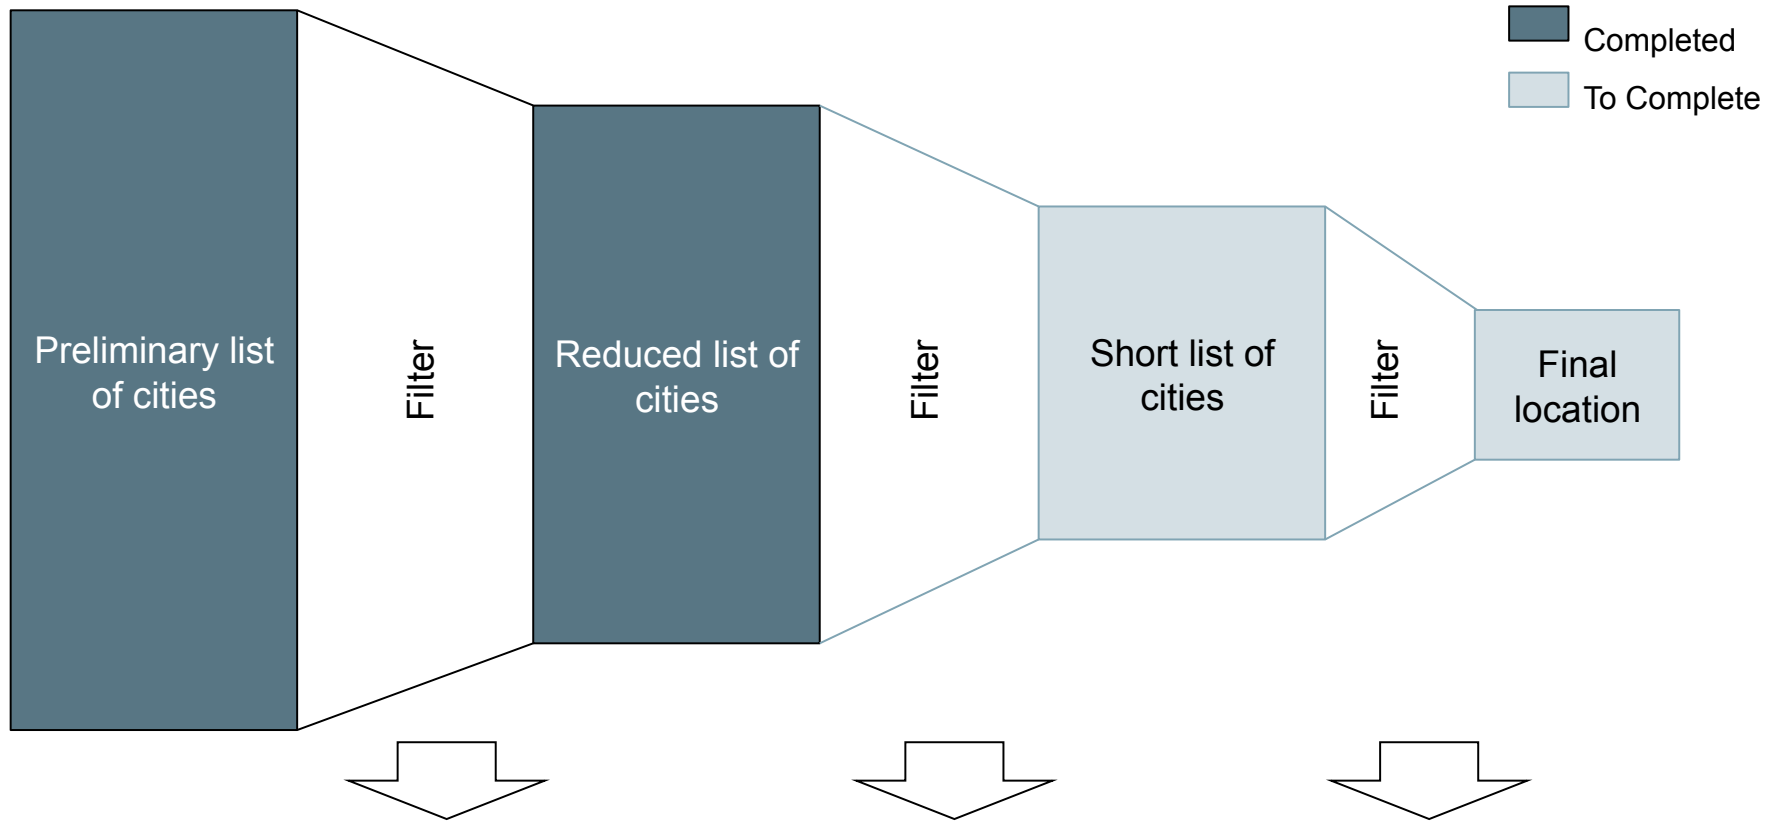 Completed
To Complete
Preliminary list
of cities
Filter
Reduced list of
cities
Filter
Short list of
cities
Filter
Final
location